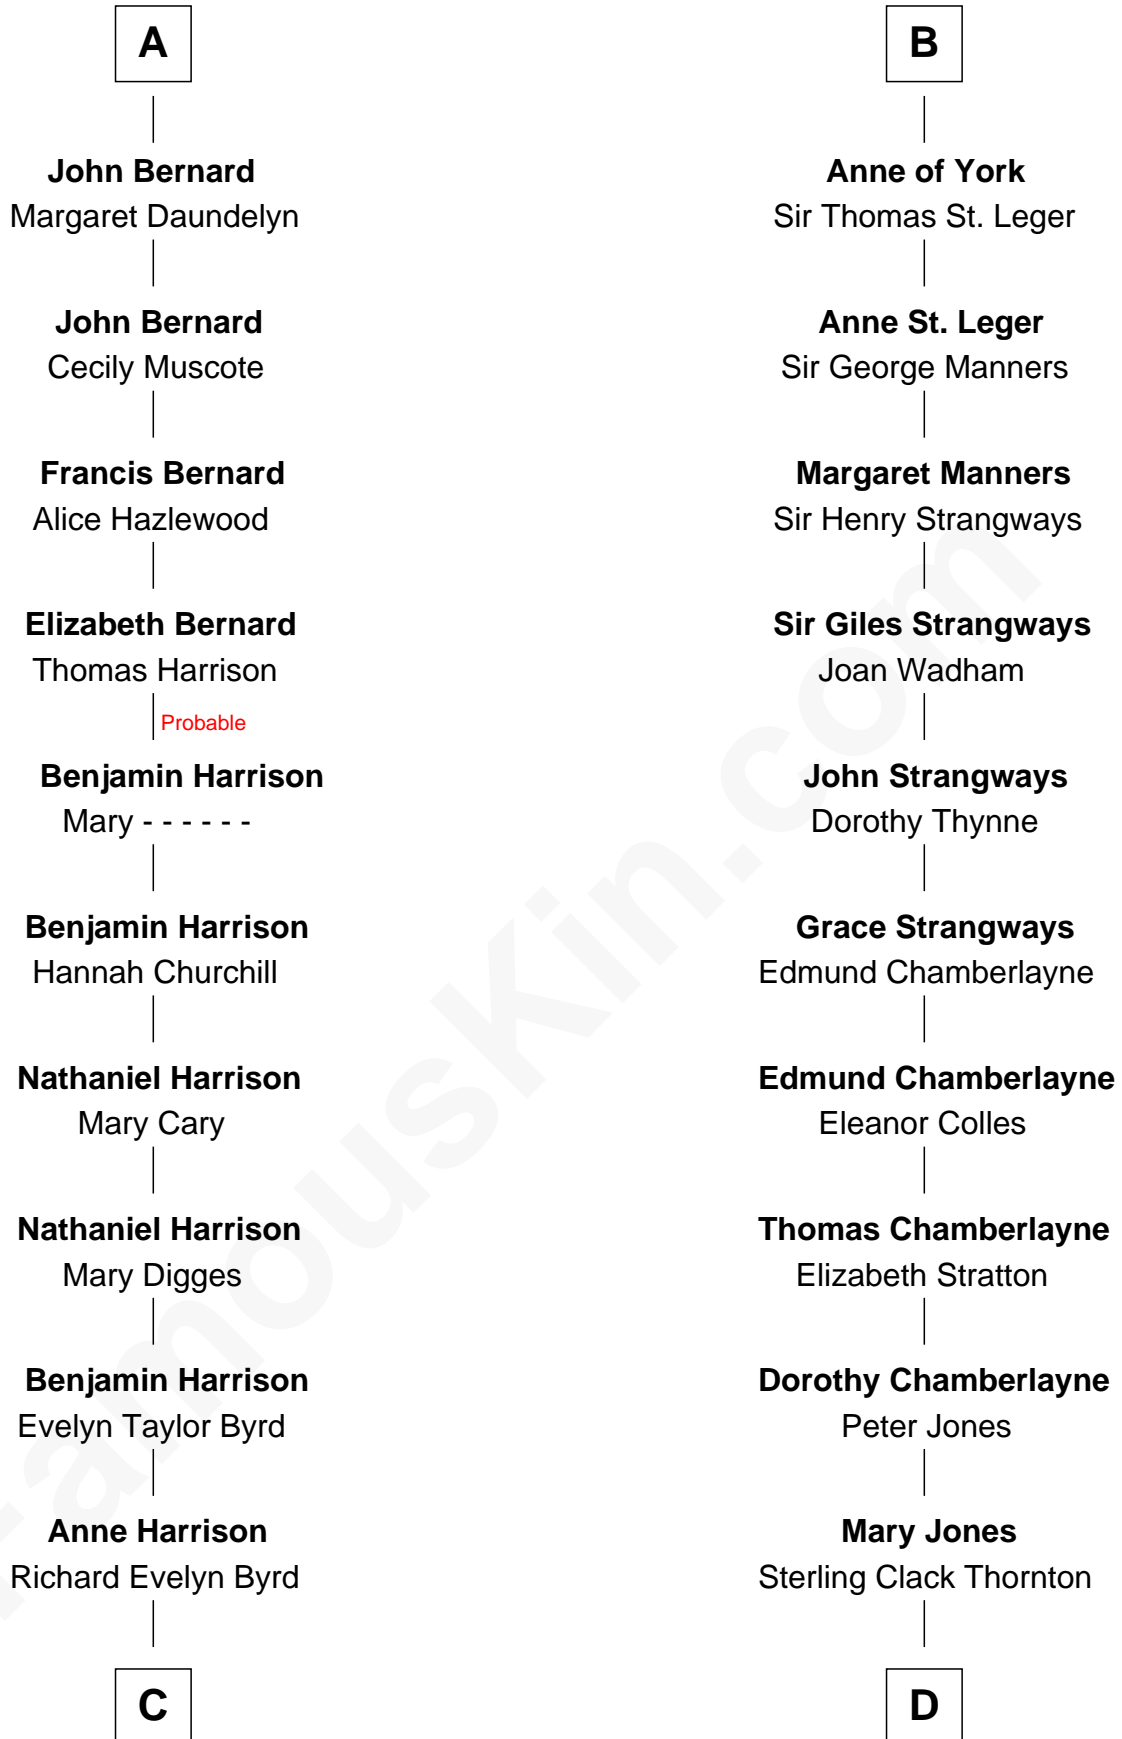 A
John Bernard
Margaret Daundelyn
John Bernard
Cecily Muscote
Francis Bernard
Alice Hazlewood
Elizabeth Bernard
Thomas Harrison
Probable
Benjamin Harrison
Mary - - - - - -
Benjamin Harrison
Hannah Churchill
Nathaniel Harrison
Mary Cary
Nathaniel Harrison
Mary Digges
Benjamin Harrison
Evelyn Taylor Byrd
Anne Harrison
Richard Evelyn Byrd
C
B
Anne of York
Sir Thomas St. Leger
Anne St. Leger
Sir George Manners
Margaret Manners
Sir Henry Strangways
Sir Giles Strangways
Joan Wadham
John Strangways
Dorothy Thynne
Grace Strangways
Edmund Chamberlayne
Edmund Chamberlayne
Eleanor Colles
Thomas Chamberlayne
Elizabeth Stratton
Dorothy Chamberlayne
Peter Jones
Mary Jones
Sterling Clack Thornton
D
FamousKin.com